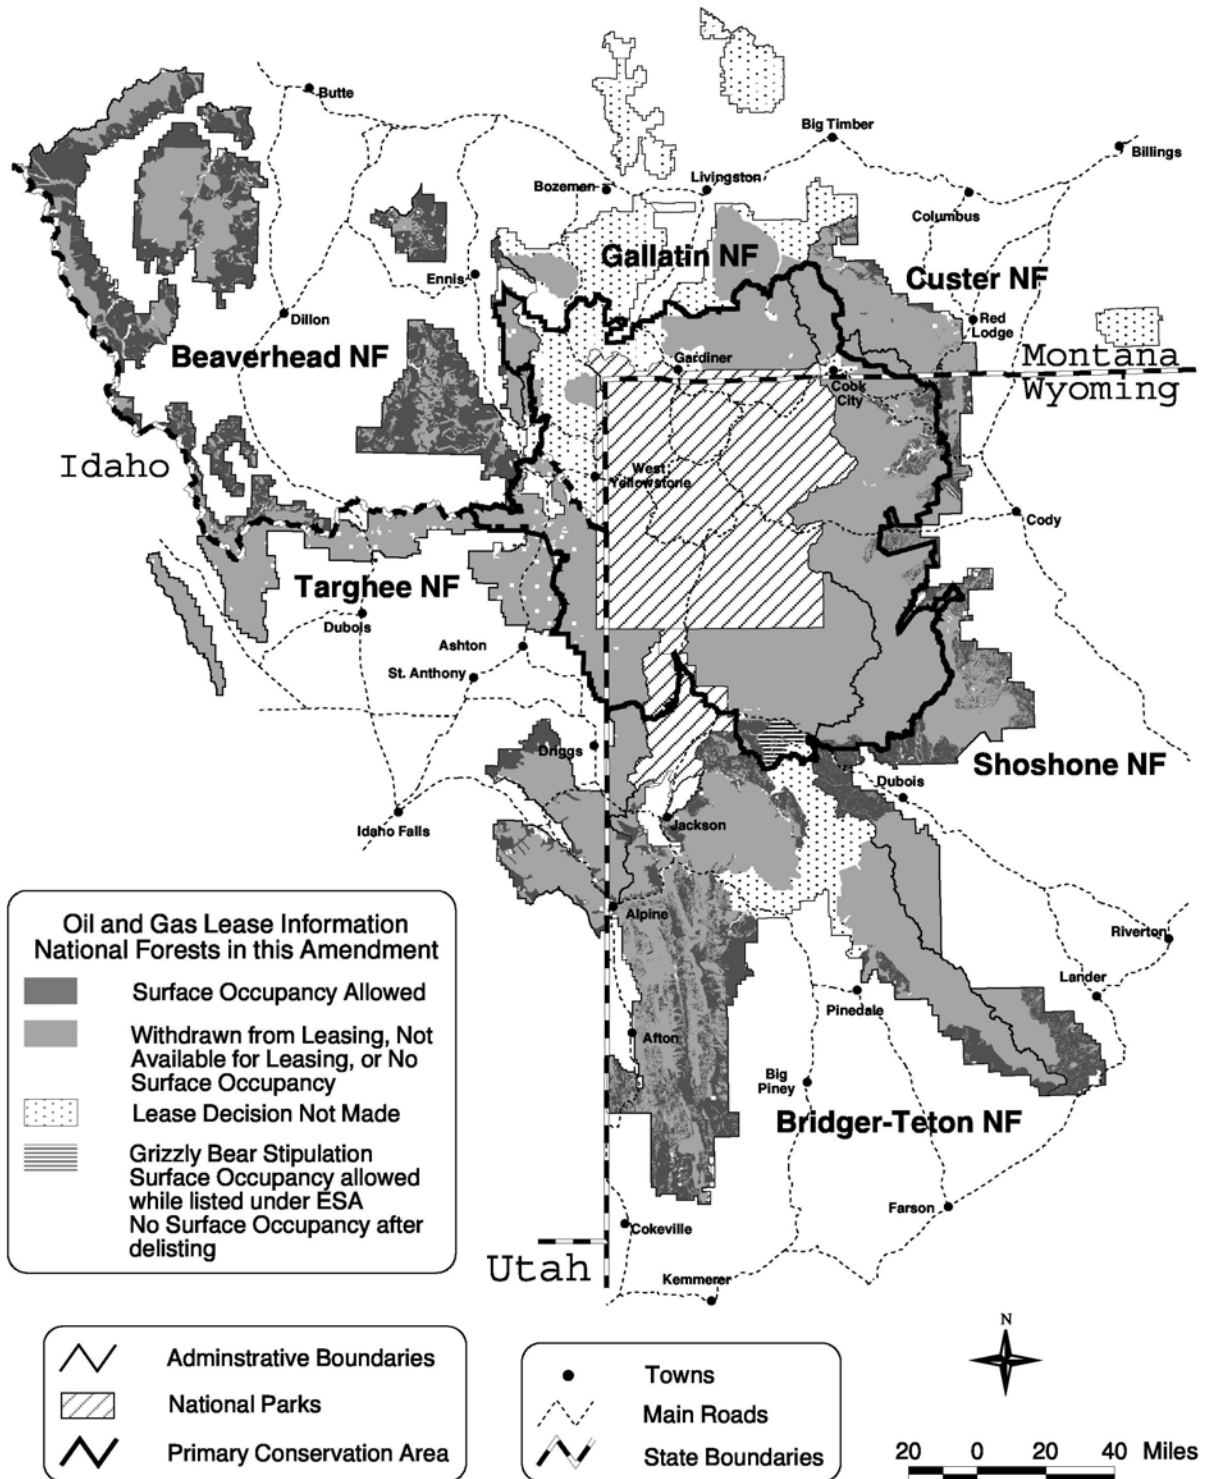 Butte
Big Timber
Billings
Bozeman
Livingston
Columbus
Gallatin NF
Custer NF
Ennis
Dillon
Red
Lodge
Beaverhead NF
Montana
Gardiner
Cook
City
Wyoming
Idaho
West
Yellowstone
Cody
Targhee NF
Dubois
Ashton
St. Anthony
Driggs
Shoshone NF
Dubois
Idaho Falls
Jackson
Alpine
Riverton
Lander
Pinedale
Afton
Big
Piney
Bridger-Teton NF
Farson
Cokeville
Utah
Kemmerer
Oil and Gas Lease Information
National Forests in this Amendment
Surface Occupancy Allowed
Withdrawn from Leasing, Not
Available for Leasing, or No
Surface Occupancy
Lease Decision Not Made
Grizzly Bear Stipulation
Surface Occupancy allowed
while listed under ESA
No Surface Occupancy after
delisting
Adminstrative Boundaries
National Parks
Primary Conservation Area
Towns
Main Roads
State Boundaries
N
20 0 20 40 Miles